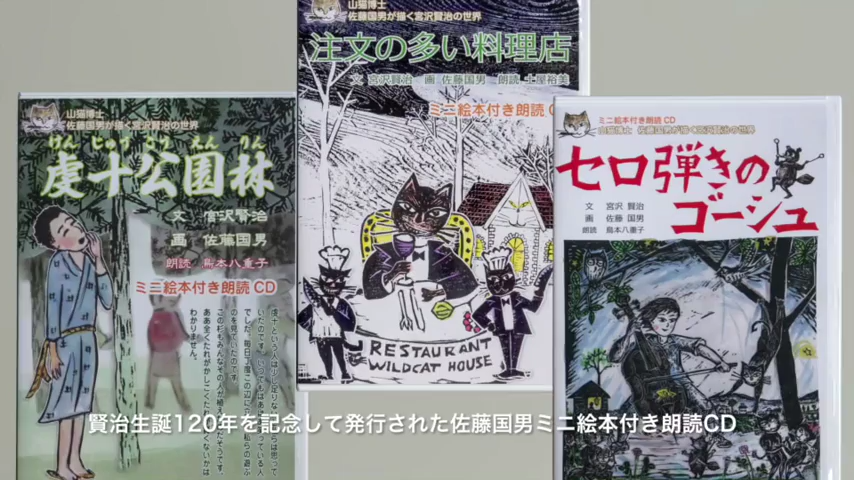 山猫博士
佐藤国男が描く宮沢賢治の世界
注文の多い料理店
文 宮沢賢治 画 佐藤国男 朗読 土屋裕美
ミニ絵本付き朗読
RESTAURANT
WILDCAT HOUSE
山猫博士
佐藤国男が描く宮沢賢治の世界
けん じゅう こう えん りん
虔十公園林
文 宮沢賢治
画 佐藤国男
朗読 鳥本八重子
ミニ絵本付き朗読CD
わかりません。
ミニ絵本付き朗読CD
山猫博士 佐藤国男が描く宮沢賢治の世界
セロ弾きの
ゴーシュ
文 宮沢 賢治
画 佐藤 国男
朗読 鳥本八重子
賢治生誕120年を記念して発行された佐藤国男ミニ絵本付き朗読CD